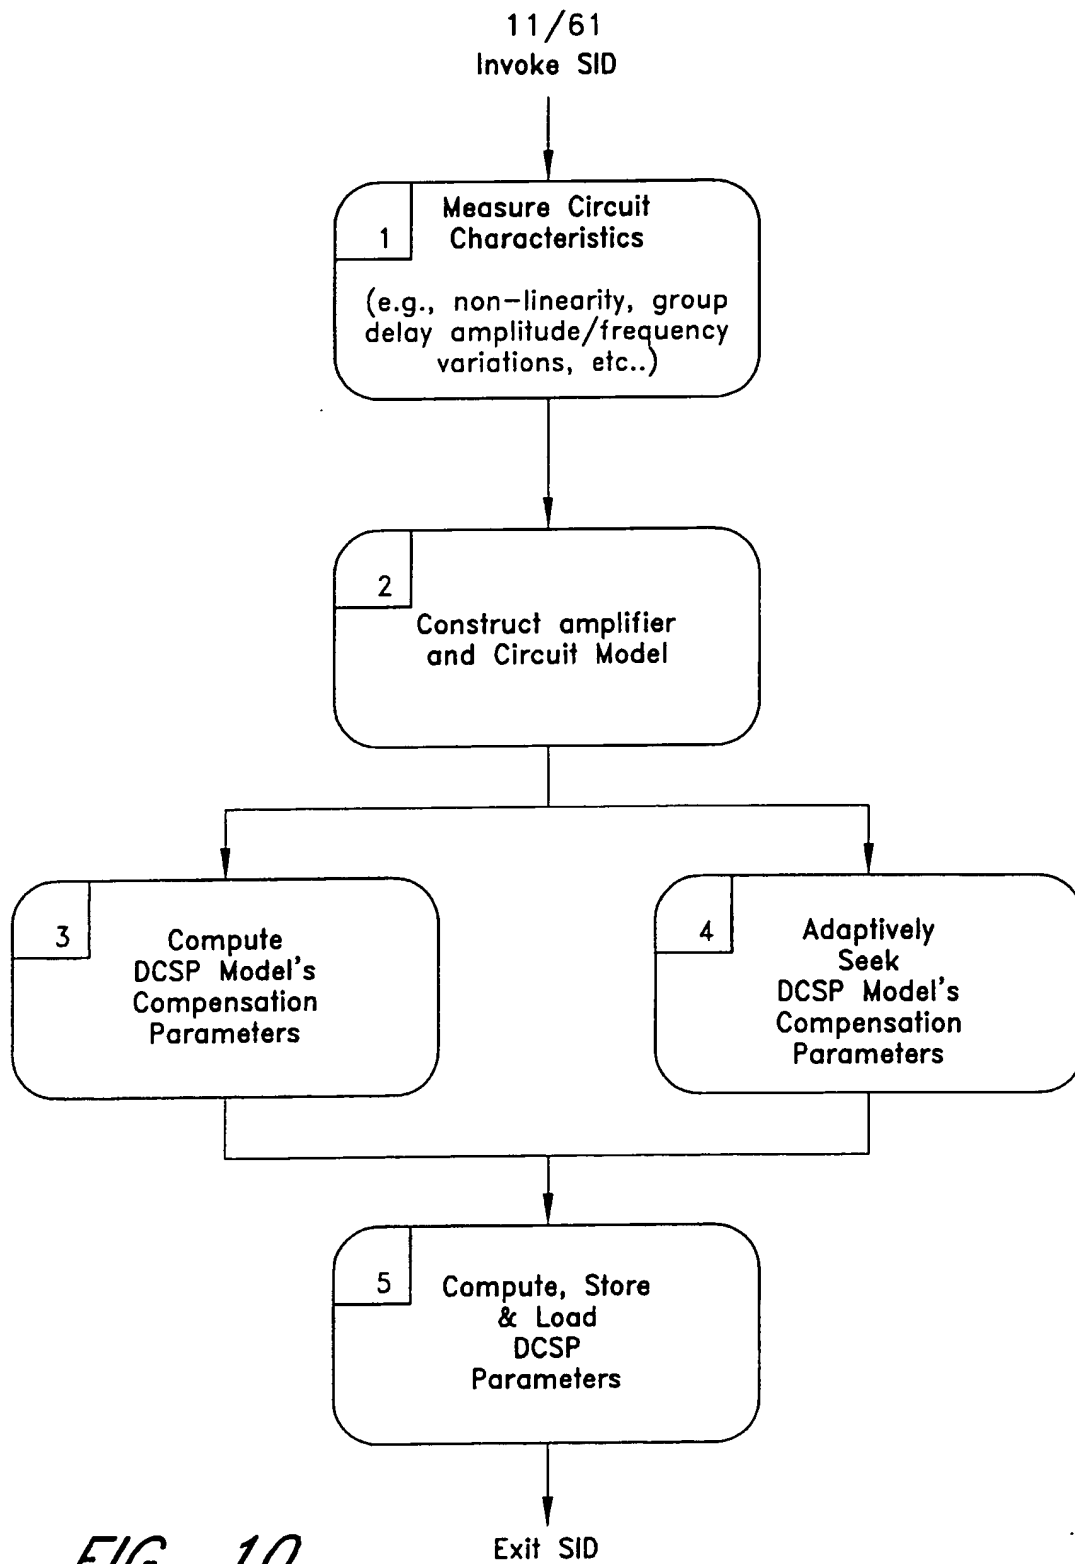 11/61
Invoke SID
1
Measure Circuit
Characteristics
(e.g., non-linearity, group
delay amplitude/frequency
variations, etc..)
2
Construct amplifier
and Circuit Model
3
Compute
DCSP Model's
Compensation
Parameters
4
Adaptively
Seek
DCSP Model's
Compensation
Parameters
5
Compute, Store
& Load
DCSP
Parameters
Exit SID
FIG. 10